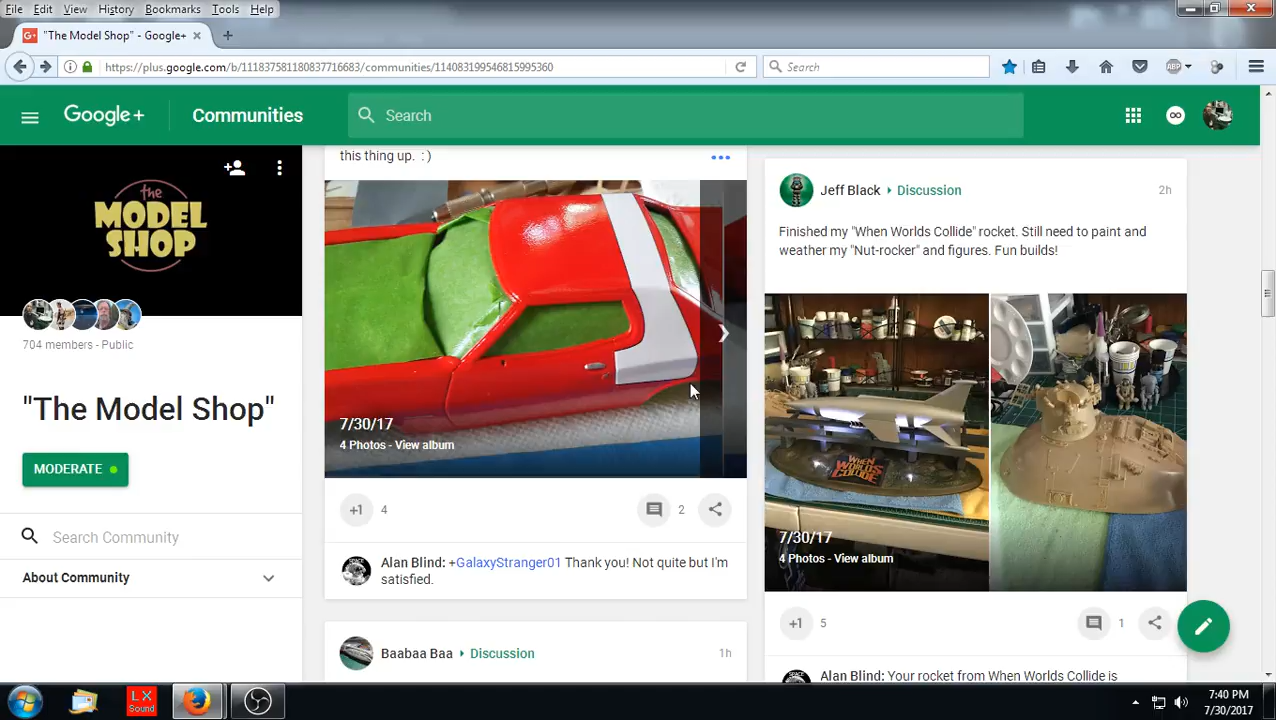 File Edit View History Bookmarks Tools Help
"The Model Shop" - Google+
https://plus.google.com/b/111837581180837716683/communities/114083199546815995360
Search
ABP
Google+ Communities Search
the
MODEL
SHOP
704 members - Public
"The Model Shop"
MODERATE
Search Community
About Community
this thing up. :)
7/30/17
4 Photos - View album
+1 4 2
Alan Blind: +GalaxyStranger01 Thank you! Not quite but I'm
satisfied.
Baabaa Baa Discussion 1h
Jeff Black Discussion 2h
Finished my "When Worlds Collide" rocket. Still need to paint and
weather my "Nut-rocker" and figures. Fun builds!
WHEN
WORLDS
COLLIDE
7/30/17
4 Photos - View album
+1 5 1
Alan Blind: Your rocket from When Worlds Collide is
LX
Sound
7:40 PM
7/30/2017